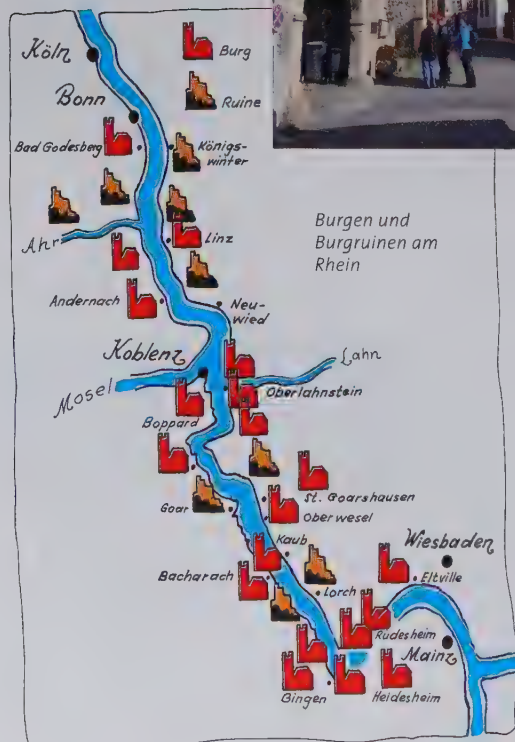 Köln
Burg
Bonn
Ruine
Bad Godesberg
Königs-
winter
Burgen und
Burgruinen am
Rhein
Ahr
Linz
Andernach
Neu-
wied
Koblenz
Lahn
Mosel
Oberlahnstein
Boppard
St. Goarshausen
Goar
Oberwesel
Kaub
Wiesbaden
Bacharach
Eltville
Lorch
Rüdesheim
Mainz
Bingen
Heidesheim